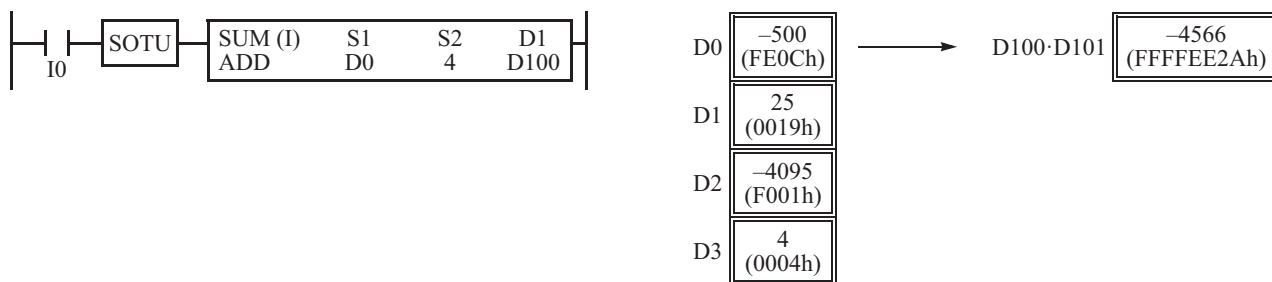 I0
SOTU
SUM (I) S1 S2 D1
ADD D0 4 D100
D0 –500 (FE0Ch)
D100·D101 –4566 (FFFFEE2Ah)
D1 25 (0019h)
D2 –4095 (F001h)
D3 4 (0004h)